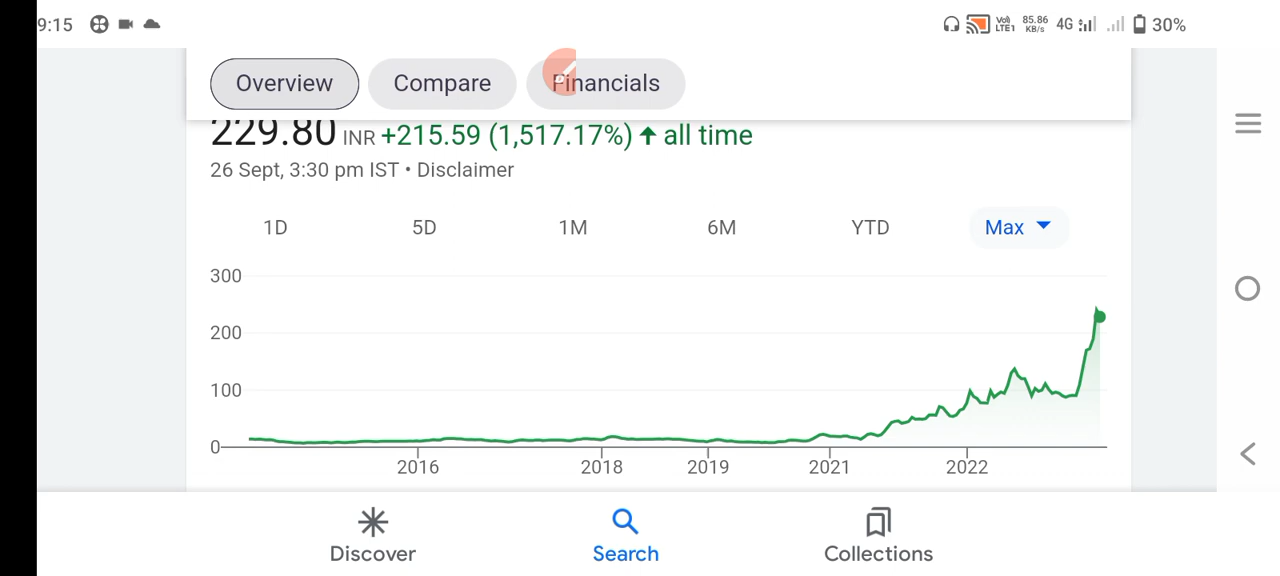 9:15 Vo) LTE1 85.86 KB/s 4G 30%
Overview Compare Financials
229.80 INR +215.59 (1,517.17%) ↑ all time
26 Sept, 3:30 pm IST • Disclaimer
1D 5D 1M 6M YTD Max
300
200
100
0
2016 2018 2019 2021 2022
Discover Search Collections